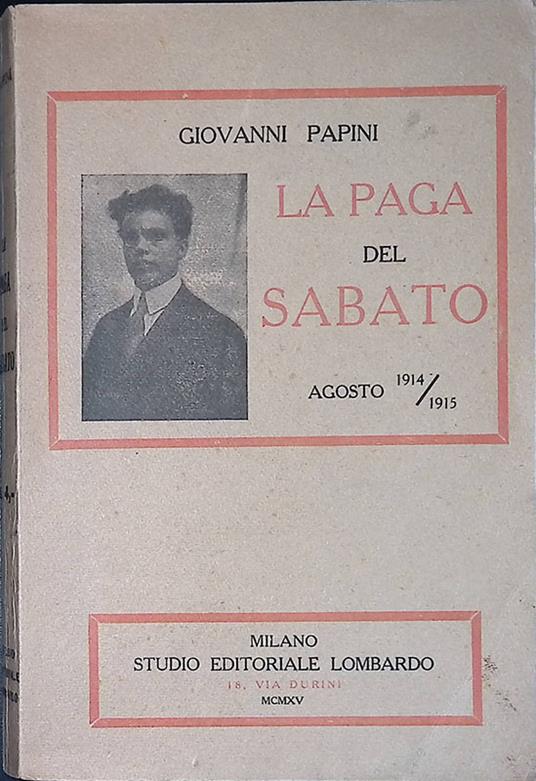 GIOVANNI PAPINI
LA PAGA
DEL
SABATO
AGOSTO 1914/1915
MILANO
STUDIO EDITORIALE LOMBARDO
18, VIA DURINI
MCMXV